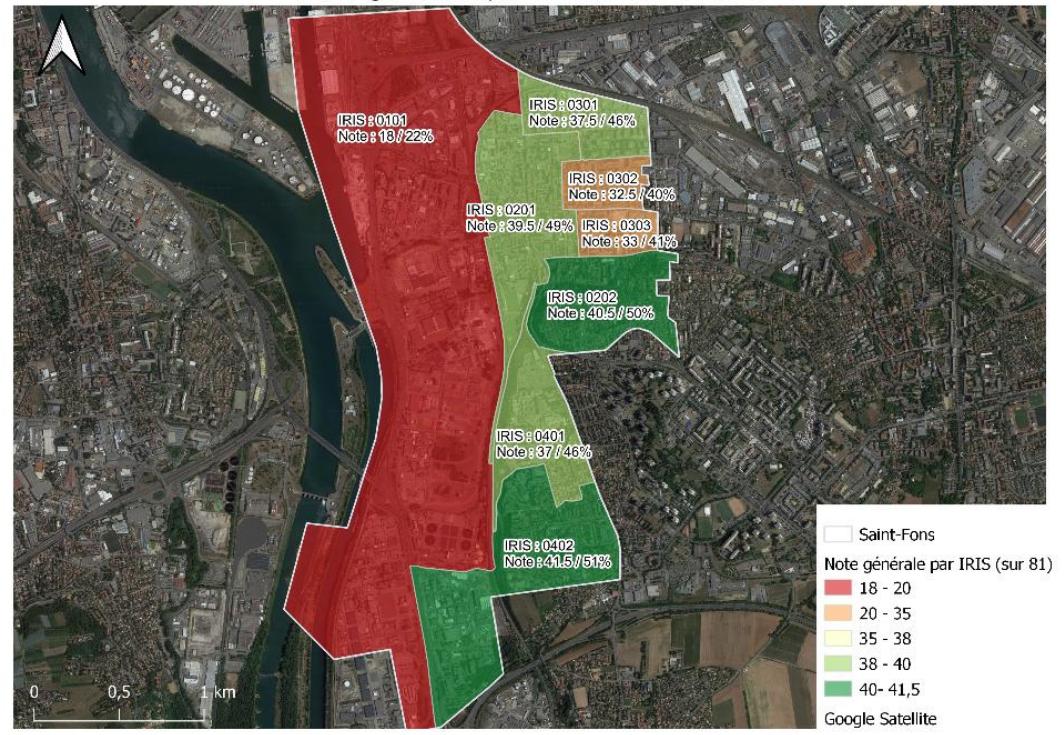 IRIS : 0101
Note : 18 / 22%
IRIS : 0301
Note : 37.5 / 46%
IRIS : 0302
Note : 32.5 / 40%
IRIS : 0201
Note : 39.5 / 49%
IRIS : 0303
Note : 33 / 41%
IRIS : 0202
Note : 40.5 / 50%
IRIS : 0401
Note : 37 / 46%
IRIS : 0402
Note : 41.5 / 51%
Saint-Fons
Note générale par IRIS (sur 81)
18 - 20
20 - 35
35 - 38
38 - 40
40- 41,5
Google Satellite
0 0,5 1 km